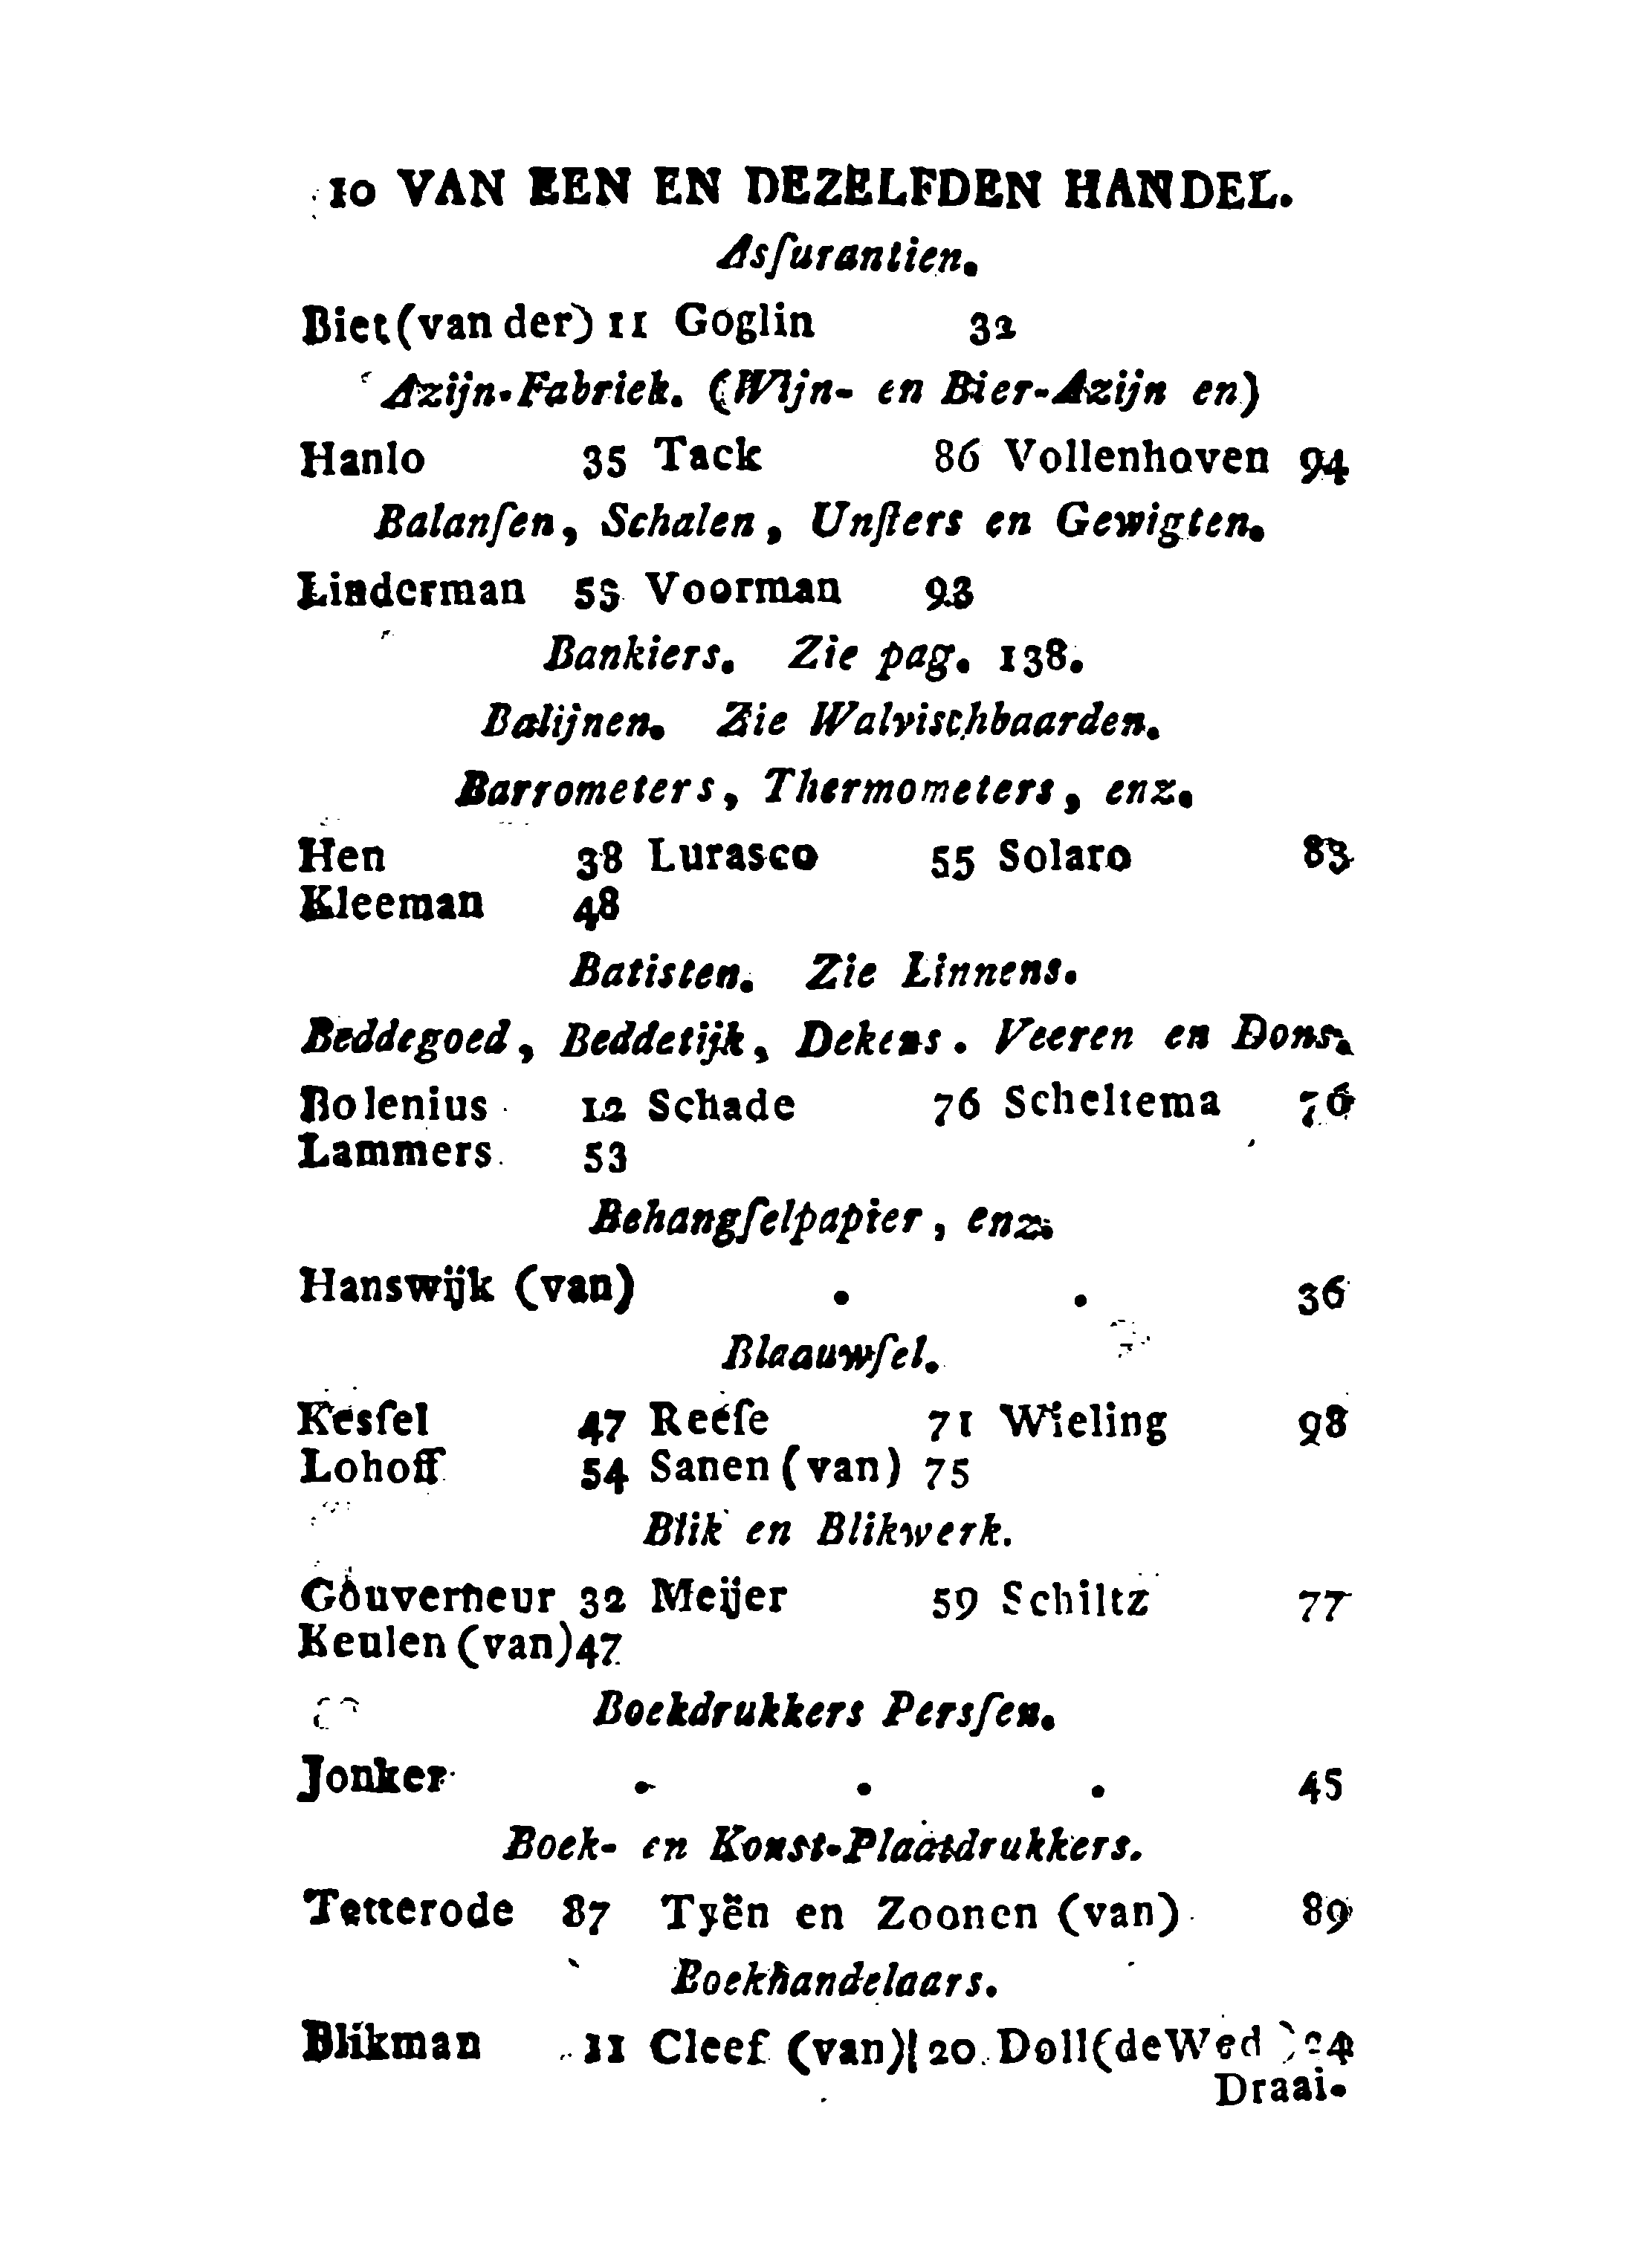 10 VAN EEN EN DEZELFDEN HANDEL.
Asſurantien.
Biet (van der) 11 Goglin 32
Azijn-Fabriek. (Wijn- en Bier-Azijn en)
Hanlo 35 Tack 86 Vollenhoven 94
Balanſen, Schalen, Unſters en Gewigten.
Linderman 55 Voorman 93
Bankiers. Zie pag. 138.
Balijnen. Zie Walvischbaarden.
Barrometers, Thermometers, enz.
Hen 38 Lurasco 55 Solaro 83
Kleeman 48
Batisten. Zie Linnens.
Beddegoed, Beddetijk, Dekens. Veeren en Dons.
Bolenius 12 Schade 76 Scheltema 76
Lammers 53
Behangſelpapier, enz.
Hanswijk (van) . . 36
Blaauwſel.
Kesſel 47 Reeſe 71 Wieling 98
Lohoff 54 Sanen (van) 75
Blik en Blikwerk.
Gouverneur 32 Meijer 59 Schiltz 77
Keulen (van) 47
Boekdrukkers Persſen.
Jonker . . . 45
Boek- en Konst-Plaatdrukkers.
Tetterode 87 Tyën en Zoonen (van) 89
Boekhandelaars.
Blikman 11 Cleef (van) 20 Doll (de Wed ) 24
Draai.